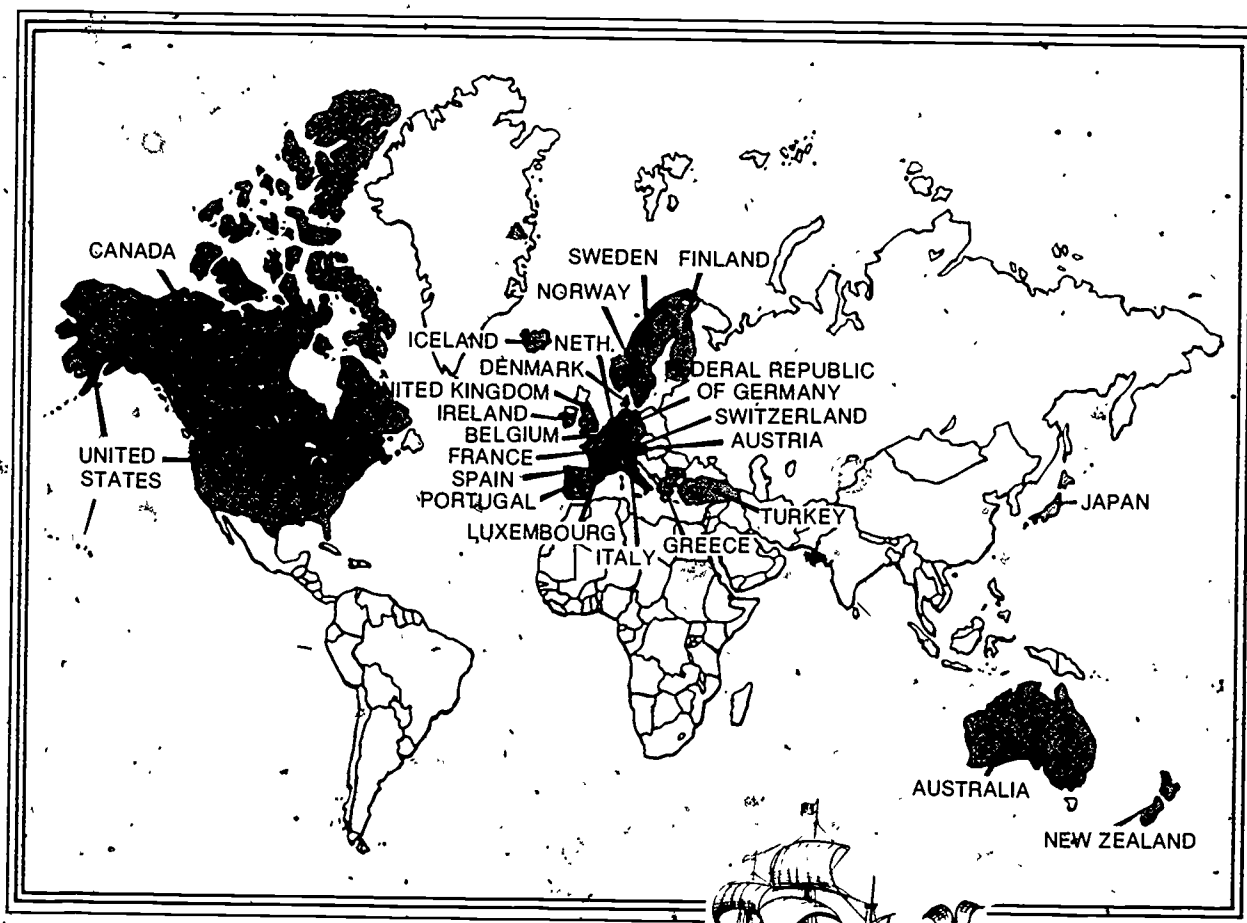 CANADA
UNITED
STATES
SWEDEN
FINLAND
NORWAY
ICELAND
NETH.
DENMARK
FEDERAL REPUBLIC
OF GERMANY
UNITED KINGDOM
IRELAND
SWITZERLAND
BELGIUM
AUSTRIA
FRANCE
SPAIN
PORTUGAL
LUXEMBOURG
ITALY
GREECE
TURKEY
JAPAN
AUSTRALIA
NEW ZEALAND